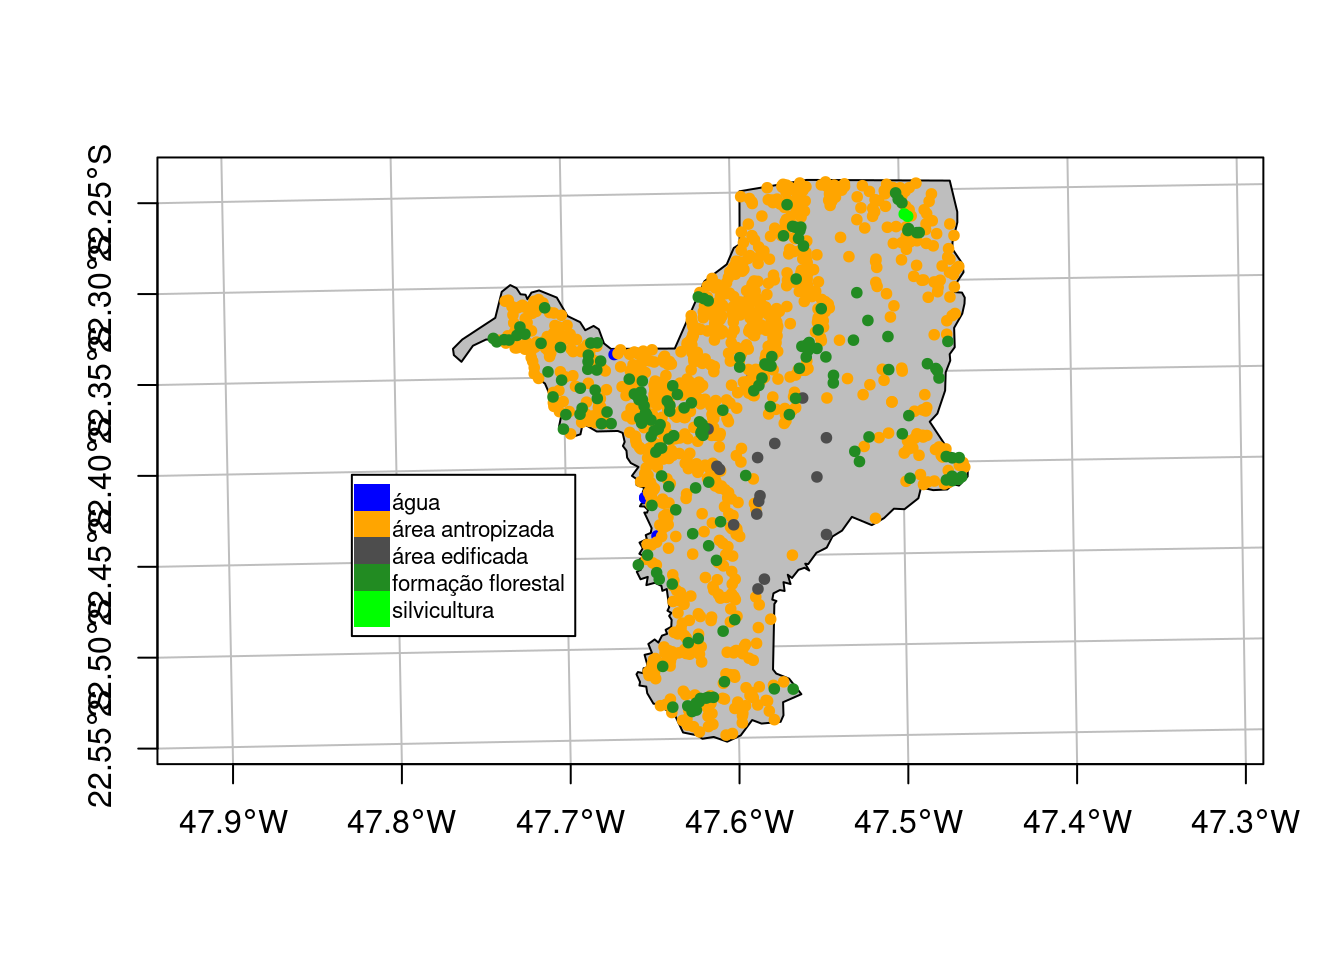 22.25°S
22.30°S
22.35°S
22.40°S
22.45°S
22.50°S
22.55°S
água
área antropizada
área edificada
formação florestal
silvicultura
47.9°W 47.8°W 47.7°W 47.6°W 47.5°W 47.4°W 47.3°W